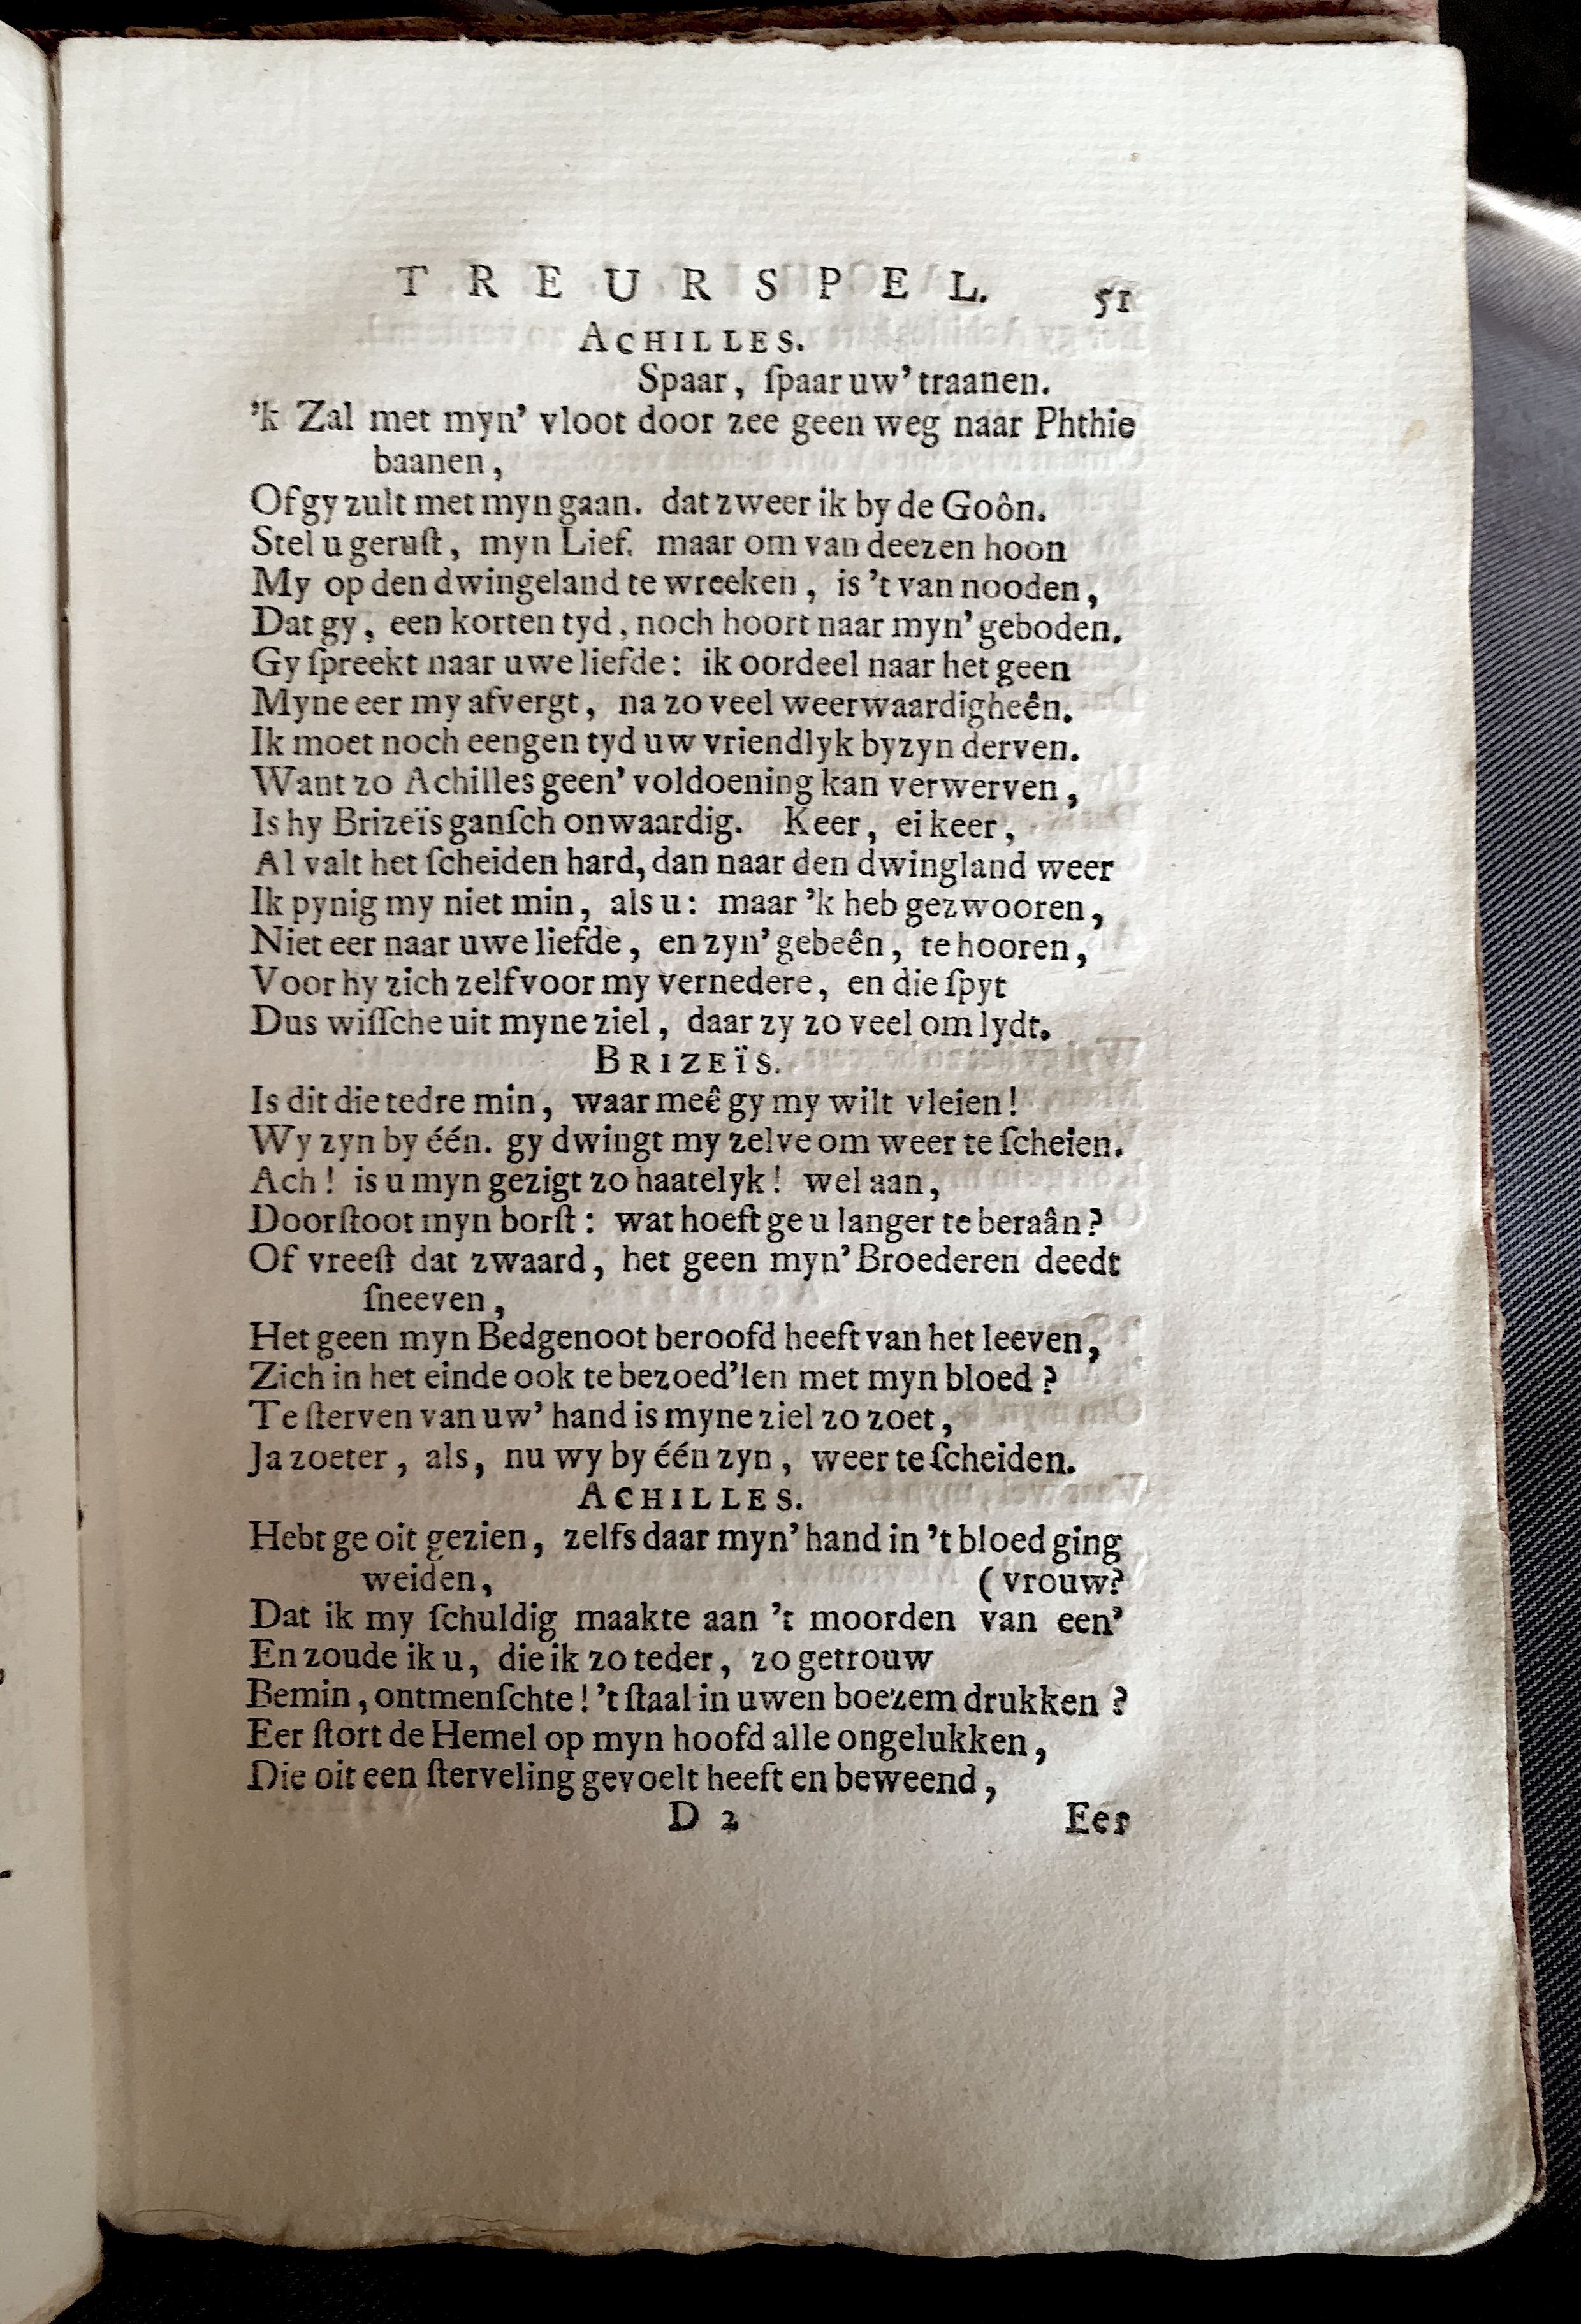 TREURSPEL. 51
ACHILLES.
Spaar, ſpaar uw’ traanen.
’k Zal met myn’ vloot door zee geen weg naar Phthie
baanen,
Of gy zult met myn gaan. dat zweer ik by de Goôn.
Stel u geruſt, myn Lief. maar om van deezen hoon
My op den dwingeland te wreeken, is ’t van nooden,
Dat gy, een korten tyd, noch hoort naar myn’ geboden.
Gy ſpreekt naar uwe liefde: ik oordeel naar het geen
Myne eer my afvergt, na zo veel weerwaardigheên.
Ik moet noch eengen tyd uw vriendlyk byzyn derven.
Want zo Achilles geen’ voldoening kan verwerven,
Is hy Brizeïs ganſch onwaardig. Keer, ei keer,
Al valt het ſcheiden hard, dan naar den dwingland weer
Ik pynig my niet min, als u: maar ’k heb gezwooren,
Niet eer naar uwe liefde, en zyn’ gebeên, te hooren,
Voor hy zich zelf voor my vernedere, en die ſpyt
Dus wiſſche uit myne ziel, daar zy zo veel om lydt.
BRIZEÏS.
Is dit die tedre min, waar meê gy my wilt vleien!
Wy zyn by één. gy dwingt my zelve om weer te ſcheien.
Ach! is u myn gezigt zo haatelyk! wel aan,
Doorſtoot myn borſt: wat hoeft ge u langer te beraân?
Of vreeſt dat zwaard, het geen myn’ Broederen deedt
ſneeven,
Het geen myn Bedgenoot beroofd heeft van het leeven,
Zich in het einde ook te bezoed’len met myn bloed?
Te ſterven van uw’ hand is myne ziel zo zoet,
Ja zoeter, als, nu wy by één zyn, weer te ſcheiden.
ACHILLES.
Hebt ge oit gezien, zelfs daar myn’ hand in ’t bloed ging
weiden, (vrouw?
Dat ik my ſchuldig maakte aan ’t moorden van een’
En zoude ik u, die ik zo teder, zo getrouw
Bemin, ontmenſchte! ’t ſtaal in uwen boezem drukken?
Eer ſtort de Hemel op myn hoofd alle ongelukken,
Die oit een ſterveling gevoelt heeft en beweend,
D 2 Eer